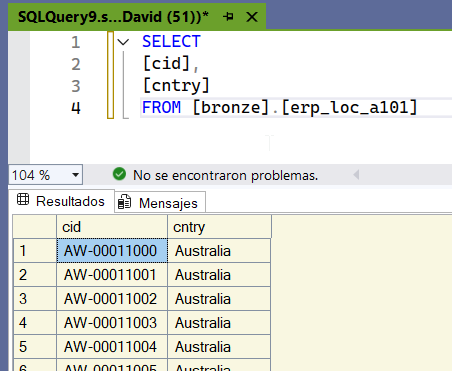 SQLQuery9.s...David (51))*
1 SELECT
2 [cid],
3 [cntry]
4 FROM [bronze].[erp_loc_a101]
104 % No se encontraron problemas.
Resultados Mensajes
cid cntry
1 AW-00011000 Australia
2 AW-00011001 Australia
3 AW-00011002 Australia
4 AW-00011003 Australia
5 AW-00011004 Australia
6 AW-00011005 Australia